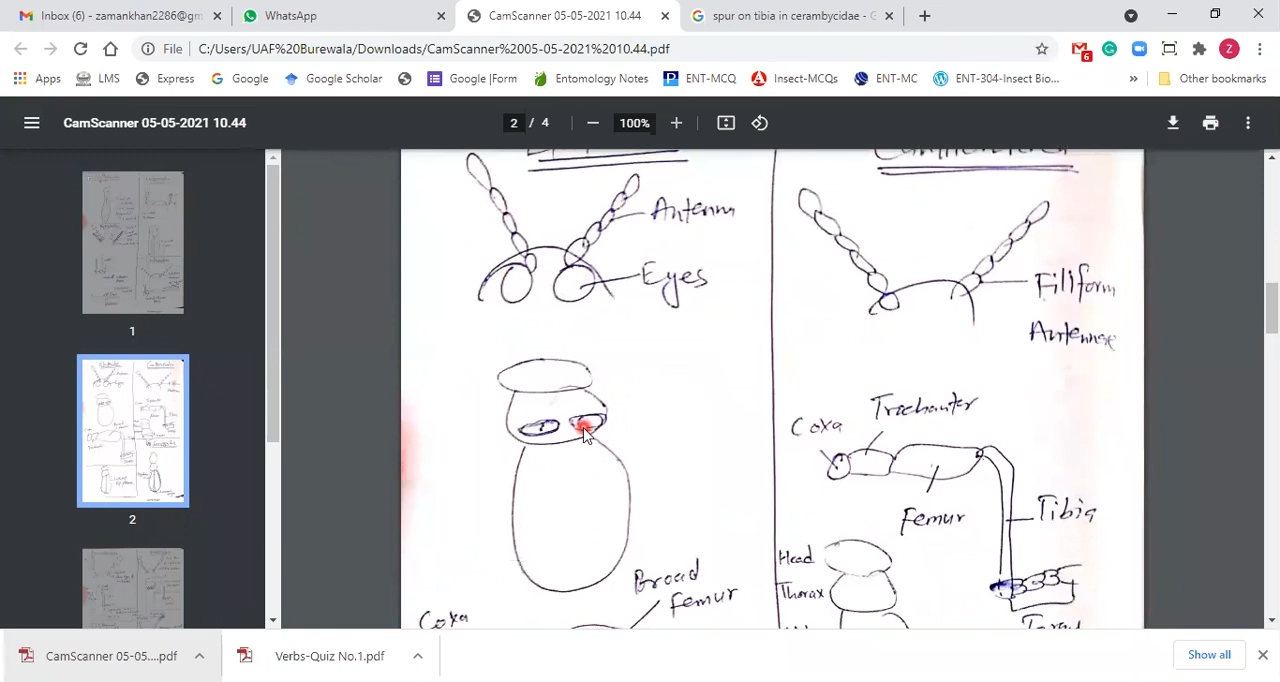 Inbox (6) - zamankhan2286@gma
WhatsApp
CamScanner 05-05-2021 10.44
spur on tibia in cerambycidae - G
File
C:/Users/UAF%20Burewala/Downloads/CamScanner%2005-05-2021%2010.44.pdf
6
Z
Apps
LMS
Express
Google
Google Scholar
Google |Form
Entomology Notes
ENT-MCQ
Insect-MCQs
ENT-MC
ENT-304-Insect Bio...
Other bookmarks
CamScanner 05-05-2021 10.44
2 / 4
100%
1
2
Antenna
Eyes
Filiform
Antennae
Coxa
Trochanter
Femur
Tibia
Head
Thorax
Broad
femur
Coxa
CamScanner 05-05....pdf
Verbs-Quiz No.1.pdf
Show all